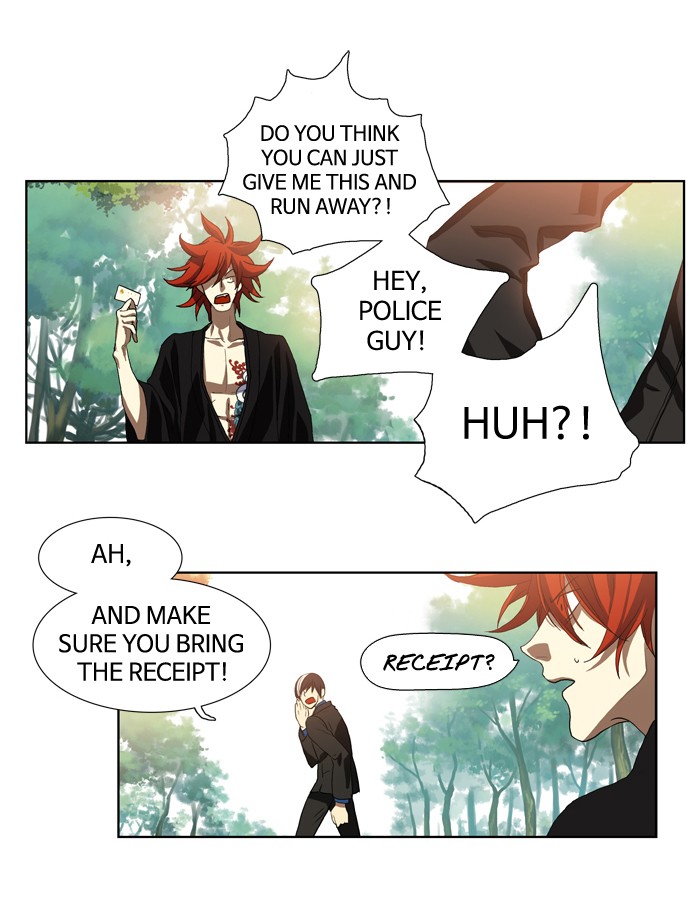 DO YOU THINK
YOU CAN JUST
GIVE ME THIS AND
RUN AWAY?!
HEY,
POLICE
GUY!
HUH?!
AH,
AND MAKE
SURE YOU BRING
THE RECEIPT!
RECEIPT?